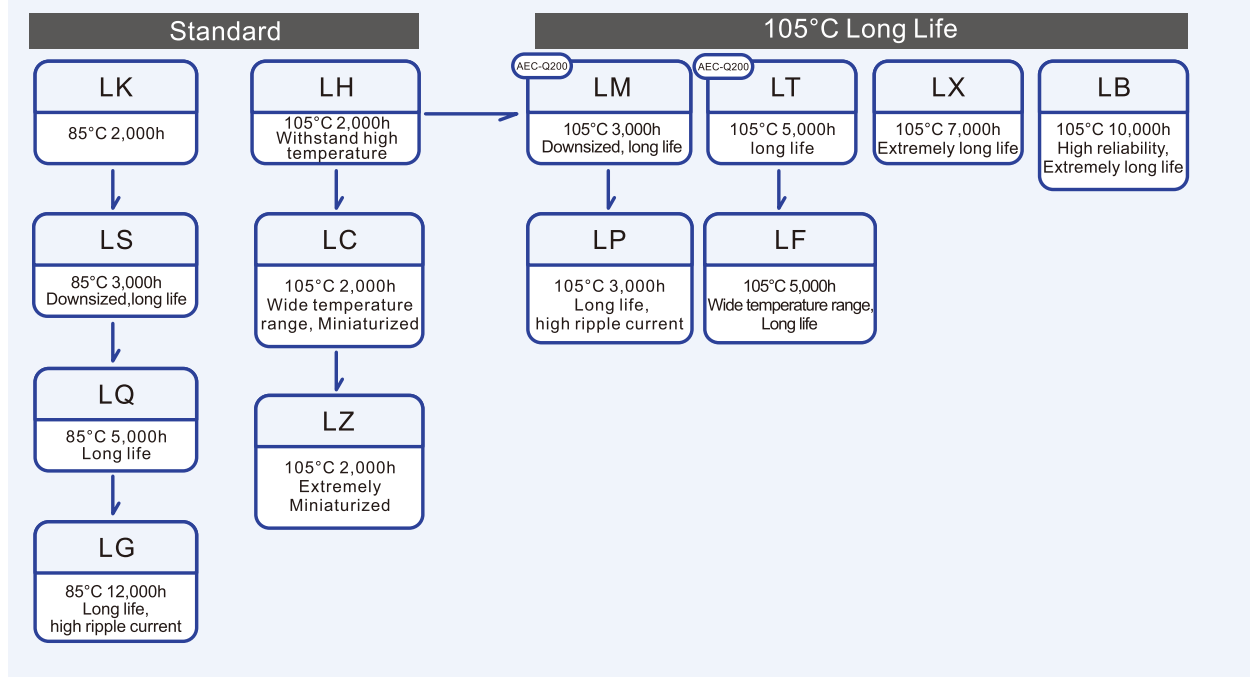 Standard
LK
85°C 2,000h
LS
85°C 3,000h
Downsized,long life
LQ
85°C 5,000h
Long life
LG
85°C 12,000h
Long life,
high ripple current
LH
105°C 2,000h
Withstand high
temperature
LC
105°C 2,000h
Wide temperature
range, Miniaturized
LZ
105°C 2,000h
Extremely
Miniaturized
105°C Long Life
AEC-Q200
LM
105°C 3,000h
Downsized, long life
LP
105°C 3,000h
Long life,
high ripple current
AEC-Q200
LT
105°C 5,000h
long life
LF
105°C 5,000h
Wide temperature range,
Long life
LX
105°C 7,000h
Extremely long life
LB
105°C 10,000h
High reliability,
Extremely long life